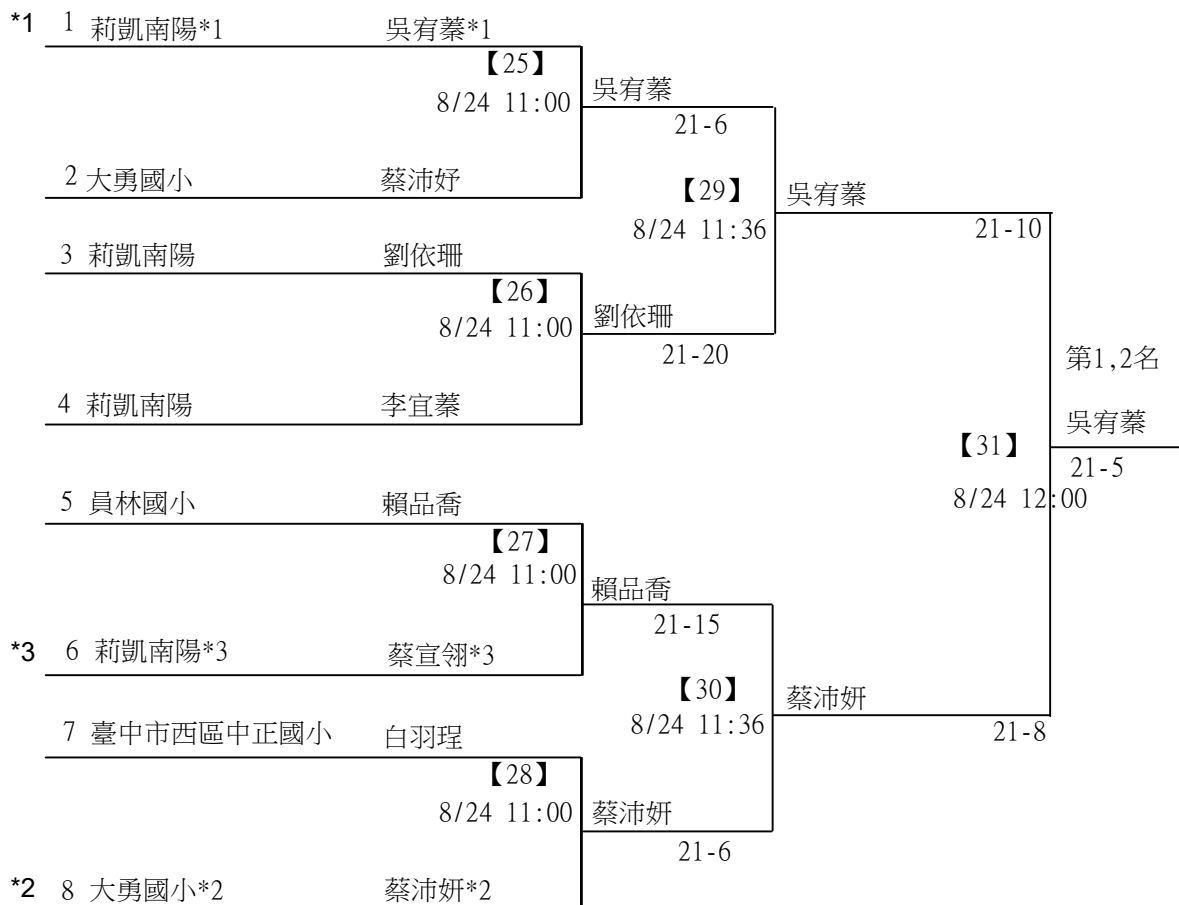 *1 1 莉凱南陽*1 吳宥蓁*1
【25】
8/24 11:00
吳宥蓁
21-6
2 大勇國小 蔡沛妤
【29】
8/24 11:36
吳宥蓁
21-10
3 莉凱南陽 劉依珊
【26】
8/24 11:00
劉依珊
21-20
4 莉凱南陽 李宜蓁
第1,2名
【31】
8/24 12:00
吳宥蓁
21-5
5 員林國小 賴品喬
【27】
8/24 11:00
賴品喬
21-15
*3 6 莉凱南陽*3 蔡宣翎*3
【30】
8/24 11:36
蔡沛妍
21-8
7 臺中市西區中正國小 白羽珵
【28】
8/24 11:00
蔡沛妍
21-6
*2 8 大勇國小*2 蔡沛妍*2